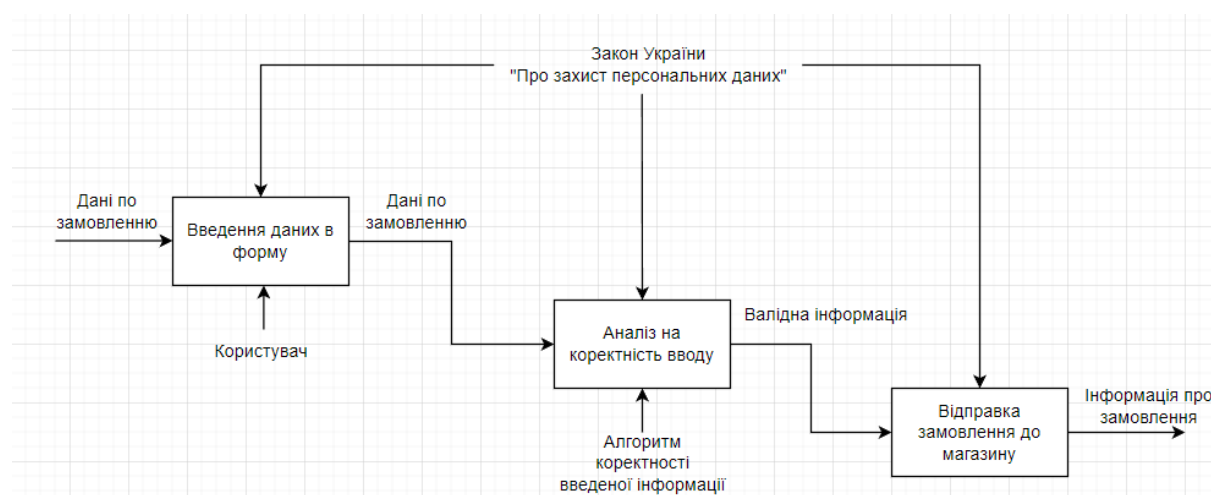 Закон України
"Про захист персональних даних"
Дані по
замовленню
Введення даних в
форму
Дані по
замовленню
Користувач
Аналіз на
коректність вводу
Валідна інформація
Алгоритм
коректності
введеної інформації
Відправка
замовлення до
магазину
Інформація про
замовлення